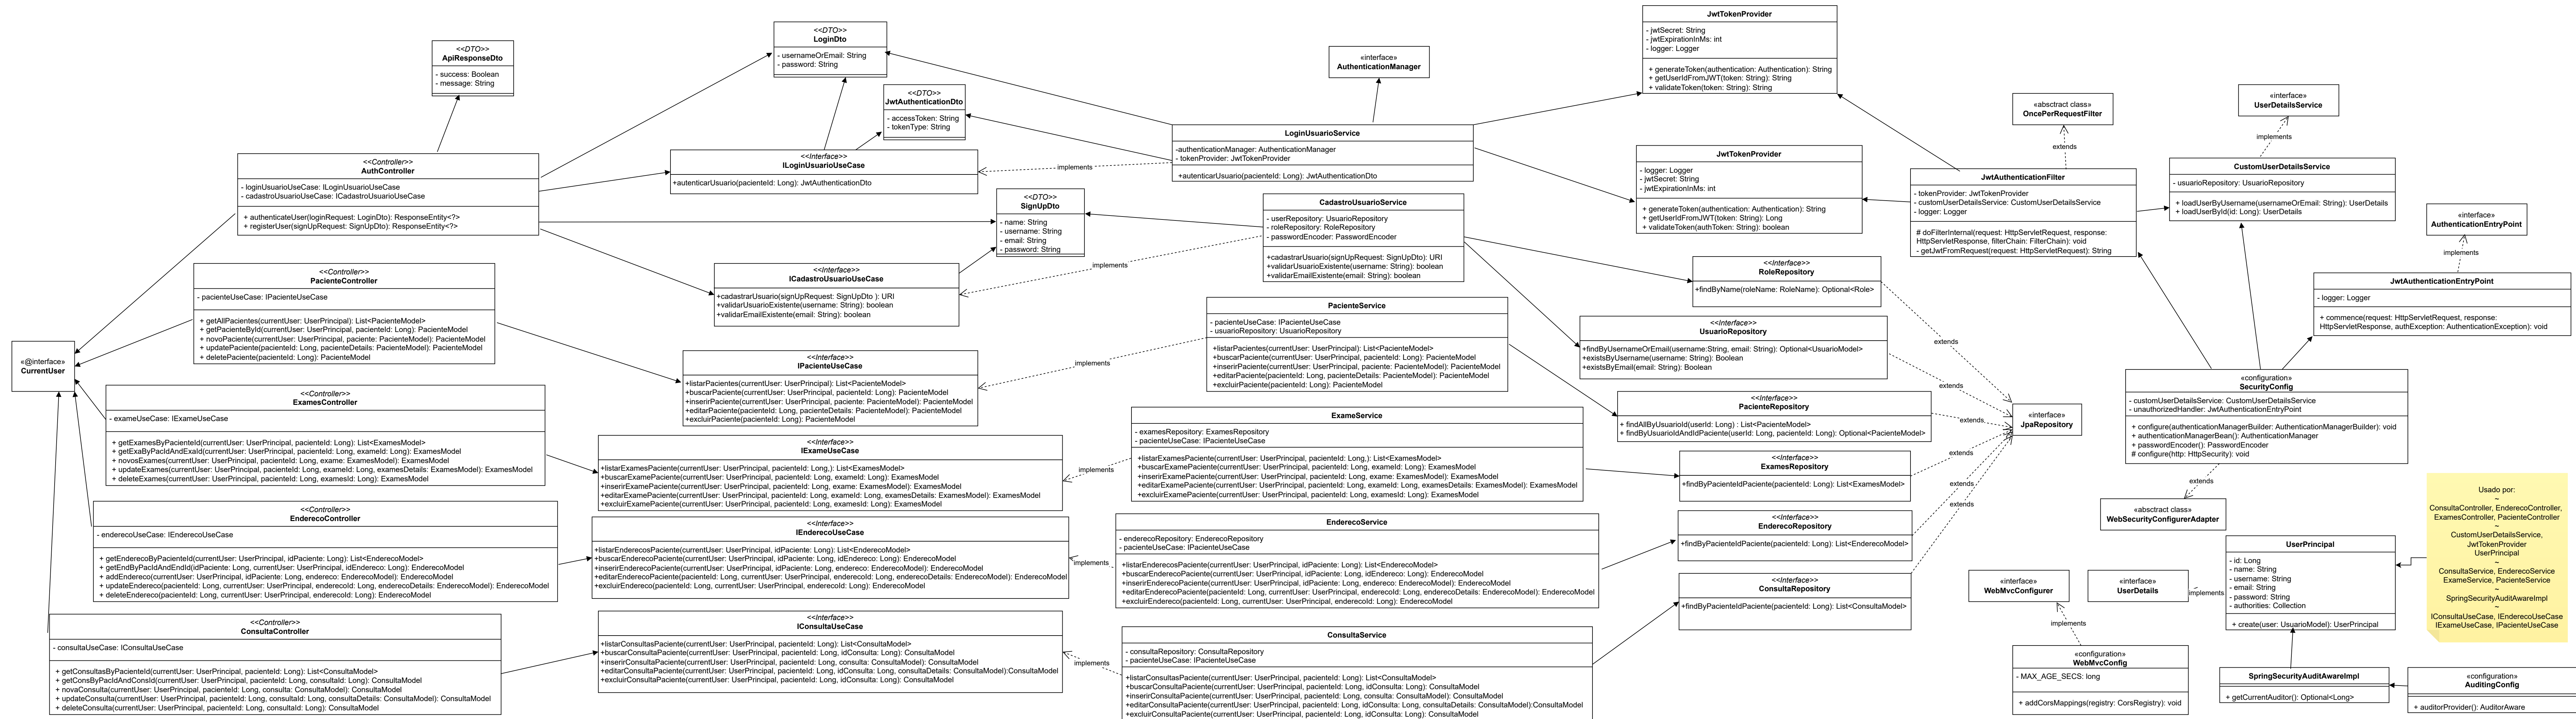 <<DTO>>
ApiResponseDto
- success: Boolean
- message: String
<<DTO>>
LoginDto
- usernameOrEmail: String
- password: String
<<DTO>>
JwtAuthenticationDto
- accessToken: String
- tokenType: String
<<Controller>>
AuthController
- loginUsuarioUseCase: ILoginUsuarioUseCase
- cadastroUsuarioUseCase: ICadastroUsuarioUseCase
+ authenticateUser(loginRequest: LoginDto): ResponseEntity<?>
+ registerUser(signUpRequest: SignUpDto): ResponseEntity<?>
<<Interface>>
ILoginUsuarioUseCase
+autenticarUsuario(pacienteId: Long): JwtAuthenticationDto
<<DTO>>
SignUpDto
- name: String
- username: String
- email: String
- password: String
<<Interface>>
ICadastroUsuarioUseCase
+cadastrarUsuario(signUpRequest: SignUpDto ): URI
+validarUsuarioExistente(username: String): boolean
+validarEmailExistente(email: String): boolean
<<Controller>>
PacienteController
- pacienteUseCase: IPacienteUseCase
+ getAllPacientes(currentUser: UserPrincipal): List<PacienteModel>
+ getPacienteById(currentUser: UserPrincipal, pacienteId: Long): PacienteModel
+ novoPaciente(currentUser: UserPrincipal, paciente: PacienteModel): PacienteModel
+ updatePaciente(pacienteId: Long, pacienteDetails: PacienteModel): PacienteModel
+ deletePaciente(pacienteId: Long): PacienteModel
«@interface»
CurrentUser
<<Interface>>
IPacienteUseCase
+listarPacientes(currentUser: UserPrincipal): List<PacienteModel>
+buscarPaciente(currentUser: UserPrincipal, pacienteId: Long): PacienteModel
+inserirPaciente(currentUser: UserPrincipal, paciente: PacienteModel): PacienteModel
+editarPaciente(pacienteId: Long, pacienteDetails: PacienteModel): PacienteModel
+excluirPaciente(pacienteId: Long): PacienteModel
<<Controller>>
ExamesController
- exameUseCase: IExameUseCase
+ getExamesByPacienteId(currentUser: UserPrincipal, pacienteId: Long): List<ExamesModel>
+ getExaByPacIdAndExaId(currentUser: UserPrincipal, pacienteId: Long, exameId: Long): ExamesModel
+ novosExames(currentUser: UserPrincipal, pacienteId: Long, exame: ExamesModel): ExamesModel
+ updateExames(currentUser: UserPrincipal, pacienteId: Long, exameId: Long, examesDetails: ExamesModel): ExamesModel
+ deleteExames(currentUser: UserPrincipal, pacienteId: Long, examesId: Long): ExamesModel
<<Interface>>
IExameUseCase
+listarExamesPaciente(currentUser: UserPrincipal, pacienteId: Long,): List<ExamesModel>
+buscarExamePaciente(currentUser: UserPrincipal, pacienteId: Long, exameId: Long): ExamesModel
+inserirExamePaciente(currentUser: UserPrincipal, pacienteId: Long, exame: ExamesModel): ExamesModel
+editarExamePaciente(currentUser: UserPrincipal, pacienteId: Long, exameId: Long, examesDetails: ExamesModel): ExamesModel
+excluirExamePaciente(currentUser: UserPrincipal, pacienteId: Long, examesId: Long): ExamesModel
<<Controller>>
EnderecoController
- enderecoUseCase: IEnderecoUseCase
+ getEnderecoByPacienteId(currentUser: UserPrincipal, idPaciente: Long): List<EnderecoModel>
+ getEndByPacIdAndEndId(idPaciente: Long, currentUser: UserPrincipal, idEndereco: Long): EnderecoModel
+ addEndereco(currentUser: UserPrincipal, idPaciente: Long, endereco: EnderecoModel): EnderecoModel
+ updateEndereco(pacienteId: Long, currentUser: UserPrincipal, enderecoId: Long, enderecoDetails: EnderecoModel): EnderecoModel
+ deleteEndereco(pacienteId: Long, currentUser: UserPrincipal, enderecoId: Long): EnderecoModel
<<Interface>>
IEnderecoUseCase
+listarEnderecosPaciente(currentUser: UserPrincipal, idPaciente: Long): List<EnderecoModel>
+buscarEnderecoPaciente(currentUser: UserPrincipal, idPaciente: Long, idEndereco: Long): EnderecoModel
+inserirEnderecoPaciente(currentUser: UserPrincipal, idPaciente: Long, endereco: EnderecoModel): EnderecoModel
+editarEnderecoPaciente(pacienteId: Long, currentUser: UserPrincipal, enderecoId: Long, enderecoDetails: EnderecoModel): EnderecoModel
+excluirEndereco(pacienteId: Long, currentUser: UserPrincipal, enderecoId: Long): EnderecoModel
<<Controller>>
ConsultaController
- consultaUseCase: IConsultaUseCase
+ getConsultasByPacienteId(currentUser: UserPrincipal, pacienteId: Long): List<ConsultaModel>
+ getConsByPacIdAndConsId(currentUser: UserPrincipal, pacienteId: Long, consultaId: Long): ConsultaModel
+ novaConsulta(currentUser: UserPrincipal, pacienteId: Long, consulta: ConsultaModel): ConsultaModel
+ updateConsulta(currentUser: UserPrincipal, pacienteId: Long, consultaId: Long, consultaDetails: ConsultaModel): ConsultaModel
+ deleteConsulta(currentUser: UserPrincipal, pacienteId: Long, consultaId: Long): ConsultaModel
<<Interface>>
IConsultaUseCase
+listarConsultasPaciente(currentUser: UserPrincipal, pacienteId: Long): List<ConsultaModel>
+buscarConsultaPaciente(currentUser: UserPrincipal, pacienteId: Long, idConsulta: Long): ConsultaModel
+inserirConsultaPaciente(currentUser: UserPrincipal, pacienteId: Long, consulta: ConsultaModel): ConsultaModel
+editarConsultaPaciente(currentUser: UserPrincipal, pacienteId: Long, idConsulta: Long, consultaDetails: ConsultaModel):ConsultaModel
+excluirConsultaPaciente(currentUser: UserPrincipal, pacienteId: Long, idConsulta: Long): ConsultaModel
implements
implements
implements
implements
implements
implements
«interface»
AuthenticationManager
LoginUsuarioService
-authenticationManager: AuthenticationManager
- tokenProvider: JwtTokenProvider
+autenticarUsuario(pacienteId: Long): JwtAuthenticationDto
CadastroUsuarioService
- userRepository: UsuarioRepository
- roleRepository: RoleRepository
- passwordEncoder: PasswordEncoder
+cadastrarUsuario(signUpRequest: SignUpDto): URI
+validarUsuarioExistente(username: String): boolean
+validarEmailExistente(email: String): boolean
PacienteService
- pacienteUseCase: IPacienteUseCase
- usuarioRepository: UsuarioRepository
+listarPacientes(currentUser: UserPrincipal): List<PacienteModel>
+buscarPaciente(currentUser: UserPrincipal, pacienteId: Long): PacienteModel
+inserirPaciente(currentUser: UserPrincipal, paciente: PacienteModel): PacienteModel
+editarPaciente(pacienteId: Long, pacienteDetails: PacienteModel): PacienteModel
+excluirPaciente(pacienteId: Long): PacienteModel
ExameService
- examesRepository: ExamesRepository
- pacienteUseCase: IPacienteUseCase
+listarExamesPaciente(currentUser: UserPrincipal, pacienteId: Long,): List<ExamesModel>
+buscarExamePaciente(currentUser: UserPrincipal, pacienteId: Long, exameId: Long): ExamesModel
+inserirExamePaciente(currentUser: UserPrincipal, pacienteId: Long, exame: ExamesModel): ExamesModel
+editarExamePaciente(currentUser: UserPrincipal, pacienteId: Long, exameId: Long, examesDetails: ExamesModel): ExamesModel
+excluirExamePaciente(currentUser: UserPrincipal, pacienteId: Long, examesId: Long): ExamesModel
EnderecoService
- enderecoRepository: EnderecoRepository
- pacienteUseCase: IPacienteUseCase
+listarEnderecosPaciente(currentUser: UserPrincipal, idPaciente: Long): List<EnderecoModel>
+buscarEnderecoPaciente(currentUser: UserPrincipal, idPaciente: Long, idEndereco: Long): EnderecoModel
+inserirEnderecoPaciente(currentUser: UserPrincipal, idPaciente: Long, endereco: EnderecoModel): EnderecoModel
+editarEnderecoPaciente(pacienteId: Long, currentUser: UserPrincipal, enderecoId: Long, enderecoDetails: EnderecoModel): EnderecoModel
+excluirEndereco(pacienteId: Long, currentUser: UserPrincipal, enderecoId: Long): EnderecoModel
ConsultaService
- consultaRepository: ConsultaRepository
- pacienteUseCase: IPacienteUseCase
+listarConsultasPaciente(currentUser: UserPrincipal, pacienteId: Long): List<ConsultaModel>
+buscarConsultaPaciente(currentUser: UserPrincipal, pacienteId: Long, idConsulta: Long): ConsultaModel
+inserirConsultaPaciente(currentUser: UserPrincipal, pacienteId: Long, consulta: ConsultaModel): ConsultaModel
+editarConsultaPaciente(currentUser: UserPrincipal, pacienteId: Long, idConsulta: Long, consultaDetails: ConsultaModel):ConsultaModel
+excluirConsultaPaciente(currentUser: UserPrincipal, pacienteId: Long, idConsulta: Long): ConsultaModel
JwtTokenProvider
- jwtSecret: String
- jwtExpirationInMs: int
- logger: Logger
+ generateToken(authentication: Authentication): String
+ getUserIdFromJWT(token: String): String
+ validateToken(token: String): String
JwtTokenProvider
- logger: Logger
- jwtSecret: String
- jwtExpirationInMs: int
+ generateToken(authentication: Authentication): String
+ getUserIdFromJWT(token: String): Long
+ validateToken(authToken: String): boolean
<<Interface>>
RoleRepository
+findByName(roleName: RoleName): Optional<Role>
<<Interface>>
UsuarioRepository
+findByUsernameOrEmail(username:String, email: String): Optional<UsuarioModel>
+existsByUsername(username: String): Boolean
+existsByEmail(email: String): Boolean
<<Interface>>
PacienteRepository
+ findAllByUsuarioId(userId: Long) : List<PacienteModel>
+ findByUsuarioIdAndIdPaciente(userId: Long, pacienteId: Long): Optional<PacienteModel>
<<Interface>>
ExamesRepository
+findByPacienteIdPaciente(pacienteId: Long): List<ExamesModel>
<<Interface>>
EnderecoRepository
+findByPacienteIdPaciente(pacienteId: Long): List<EnderecoModel>
<<Interface>>
ConsultaRepository
+findByPacienteIdPaciente(pacienteId: Long): List<ConsultaModel>
extends
extends
extends
extends
extends
extends
«interface»
JpaRepository
«absctract class»
OncePerRequestFilter
extends
JwtAuthenticationFilter
- tokenProvider: JwtTokenProvider
- customUserDetailsService: CustomUserDetailsService
- logger: Logger
# doFilterInternal(request: HttpServletRequest, response:
HttpServletResponse, filterChain: FilterChain): void
- getJwtFromRequest(request: HttpServletRequest): String
«interface»
UserDetailsService
implements
CustomUserDetailsService
- usuarioRepository: UsuarioRepository
+ loadUserByUsername(usernameOrEmail: String): UserDetails
+ loadUserById(id: Long): UserDetails
«interface»
AuthenticationEntryPoint
implements
JwtAuthenticationEntryPoint
- logger: Logger
+ commence(request: HttpServletRequest, response:
HttpServletResponse, authException: AuthenticationException): void
«configuration»
SecurityConfig
- customUserDetailsService: CustomUserDetailsService
- unauthorizedHandler: JwtAuthenticationEntryPoint
+ configure(authenticationManagerBuilder: AuthenticationManagerBuilder): void
+ authenticationManagerBean(): AuthenticationManager
+ passwordEncoder(): PasswordEncoder
# configure(http: HttpSecurity): void
extends
«absctract class»
WebSecurityConfigurerAdapter
Usado por:
~
ConsultaController, EnderecoController,
ExamesController, PacienteController
~
CustomUserDetailsService,
JwtTokenProvider
UserPrincipal
~
ConsultaService, EnderecoService
ExameService, PacienteService
~
SpringSecurityAuditAwareImpl
~
IConsultaUseCase, IEnderecoUseCase
IExameUseCase, IPacienteUseCase
UserPrincipal
- id: Long
- name: String
- username: String
- email: String
- password: String
- authorities: Collection
+ create(user: UsuarioModel): UserPrincipal
«interface»
WebMvcConfigurer
«interface»
UserDetails
implements
implements
«configuration»
WebMvcConfig
- MAX_AGE_SECS: long
+ addCorsMappings(registry: CorsRegistry): void
SpringSecurityAuditAwareImpl
+ getCurrentAuditor(): Optional<Long>
«configuration»
AuditingConfig
+ auditorProvider(): AuditorAware